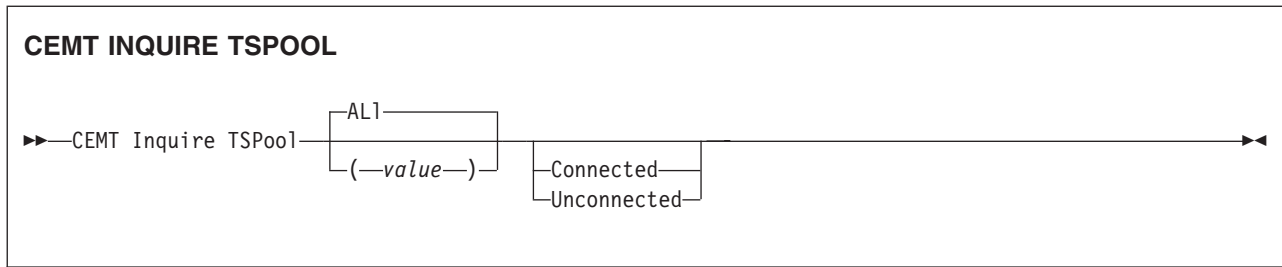 CEMT INQUIRE TSPOOL
ALl
CEMT Inquire TSPool
(value)
Connected
Unconnected